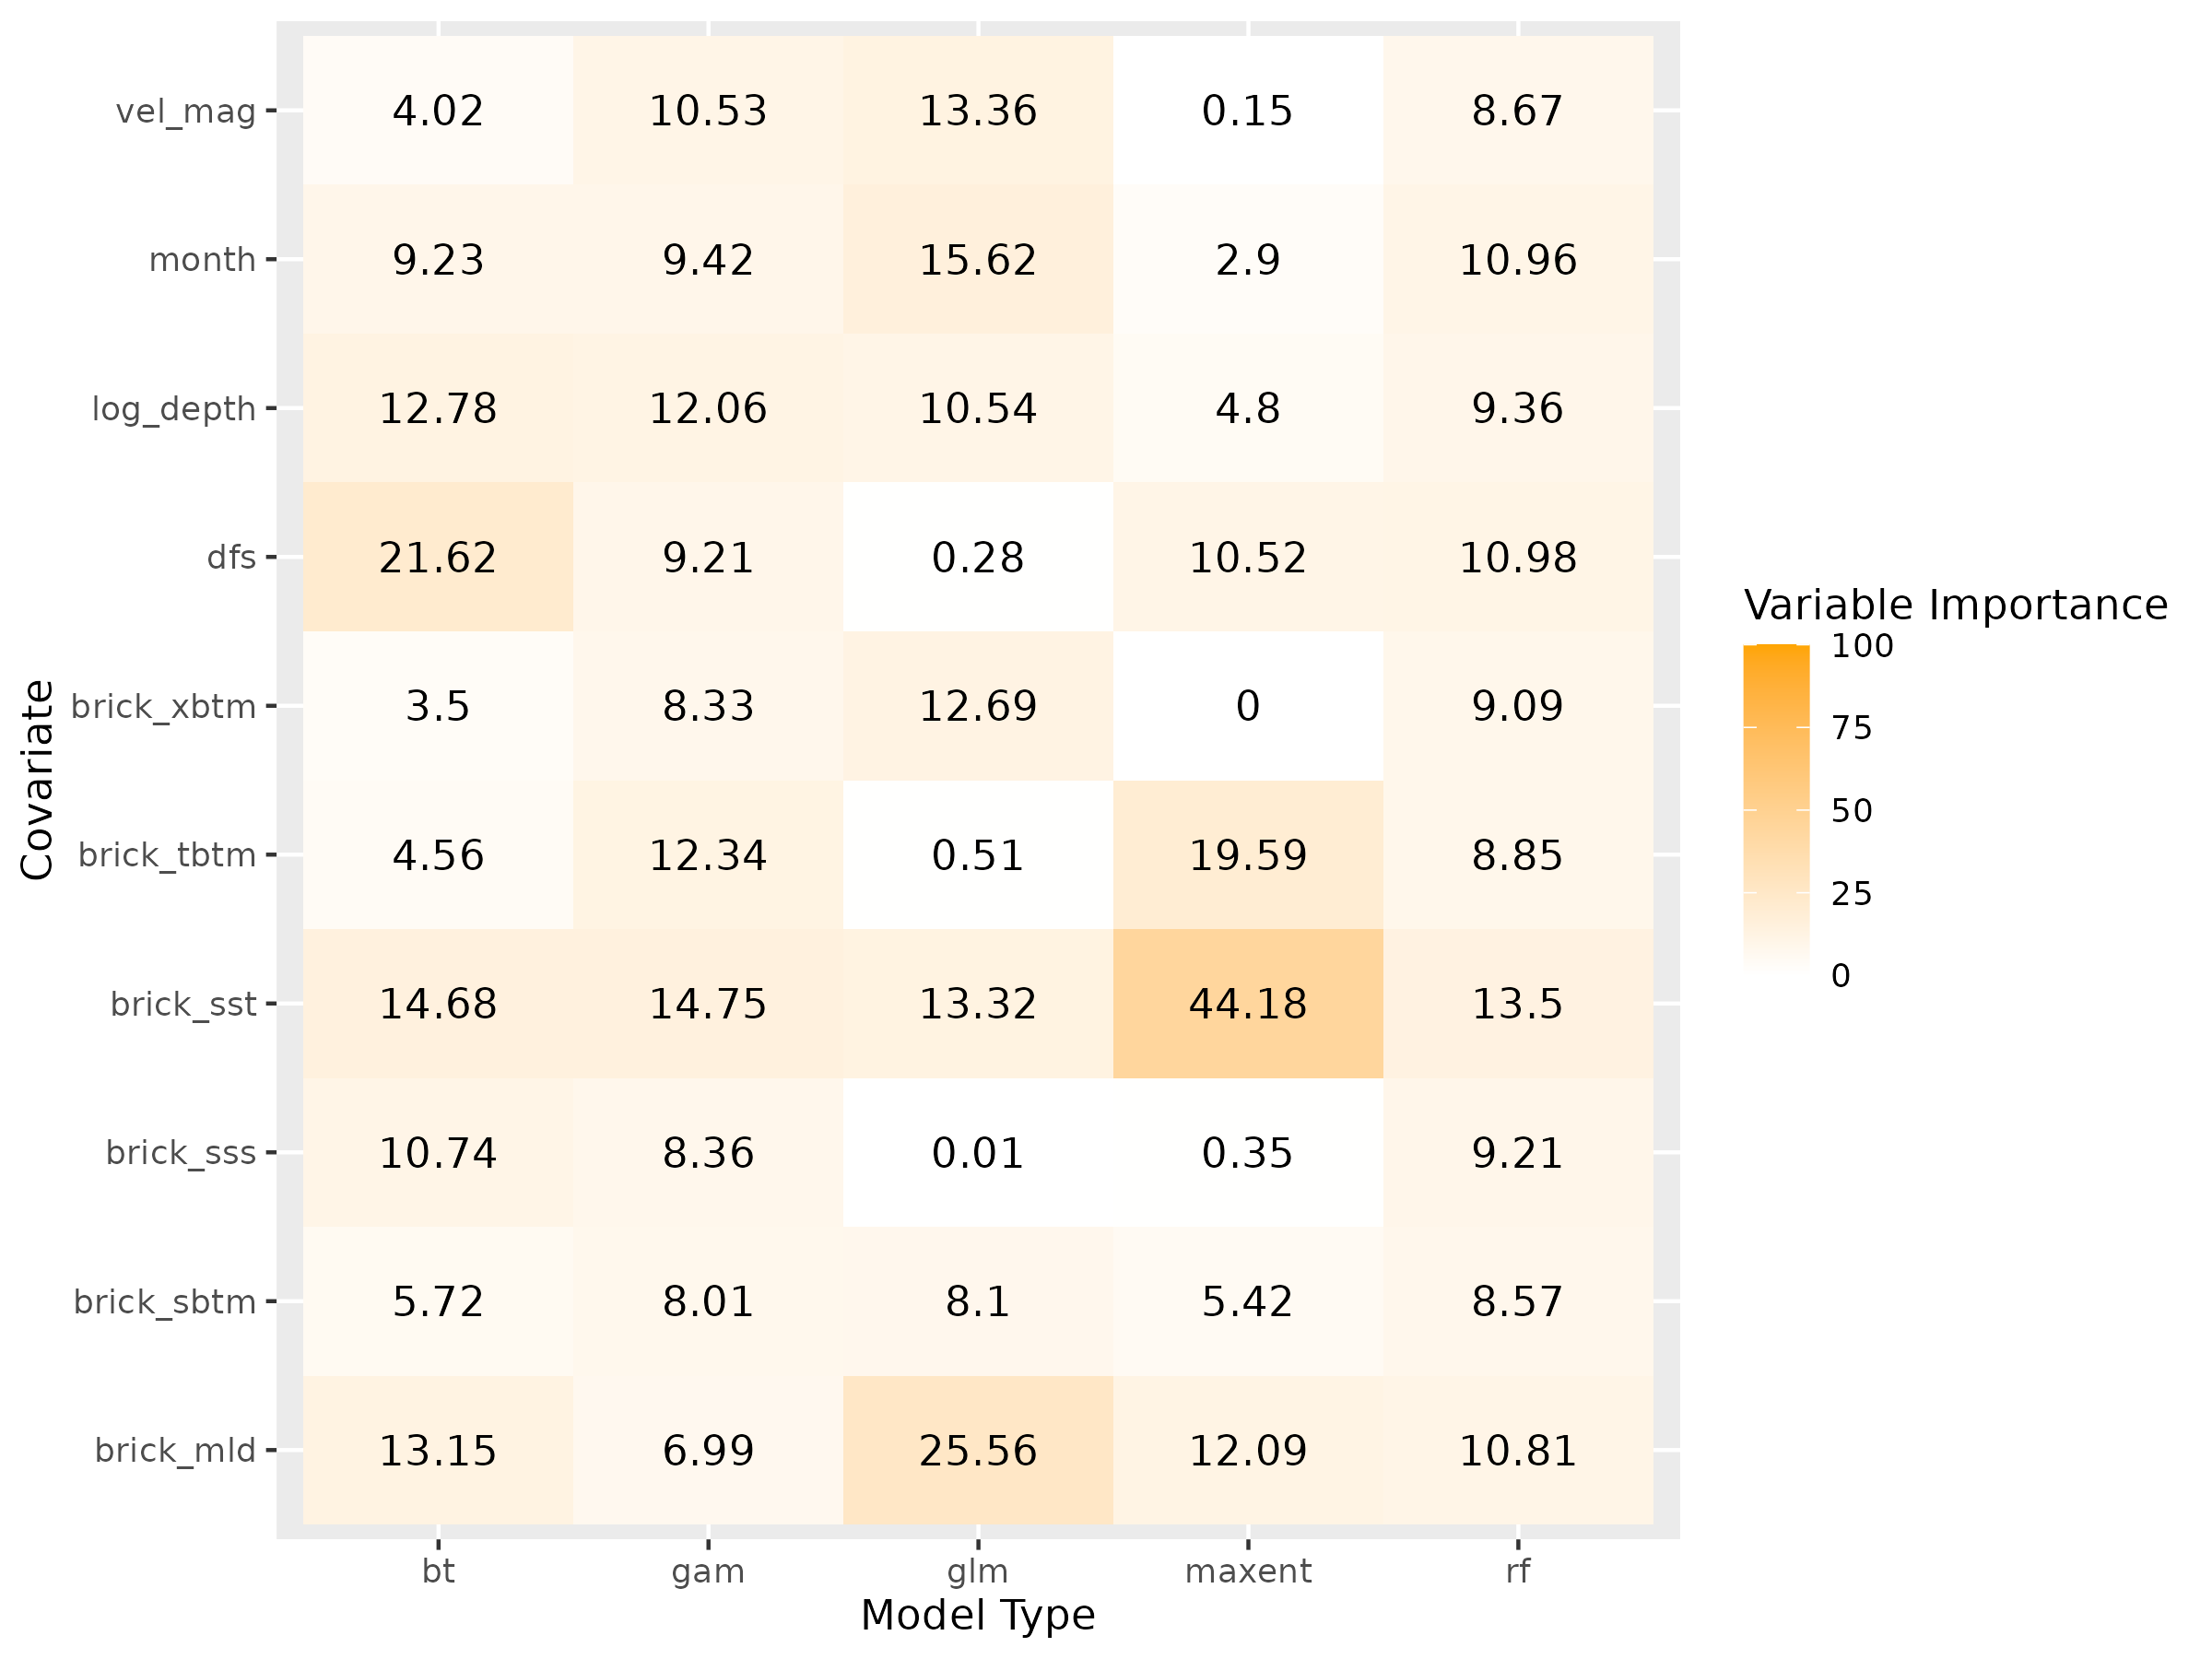 vel_mag 4.02 10.53 13.36 0.15 8.67
month 9.23 9.42 15.62 2.9 10.96
log_depth 12.78 12.06 10.54 4.8 9.36
dfs 21.62 9.21 0.28 10.52 10.98
brick_xbtm 3.5 8.33 12.69 0 9.09
brick_tbtm 4.56 12.34 0.51 19.59 8.85
brick_sst 14.68 14.75 13.32 44.18 13.5
brick_sss 10.74 8.36 0.01 0.35 9.21
brick_sbtm 5.72 8.01 8.1 5.42 8.57
brick_mld 13.15 6.99 25.56 12.09 10.81
bt gam glm maxent rf
Model Type
Covariate
Variable Importance
100
75
50
25
0